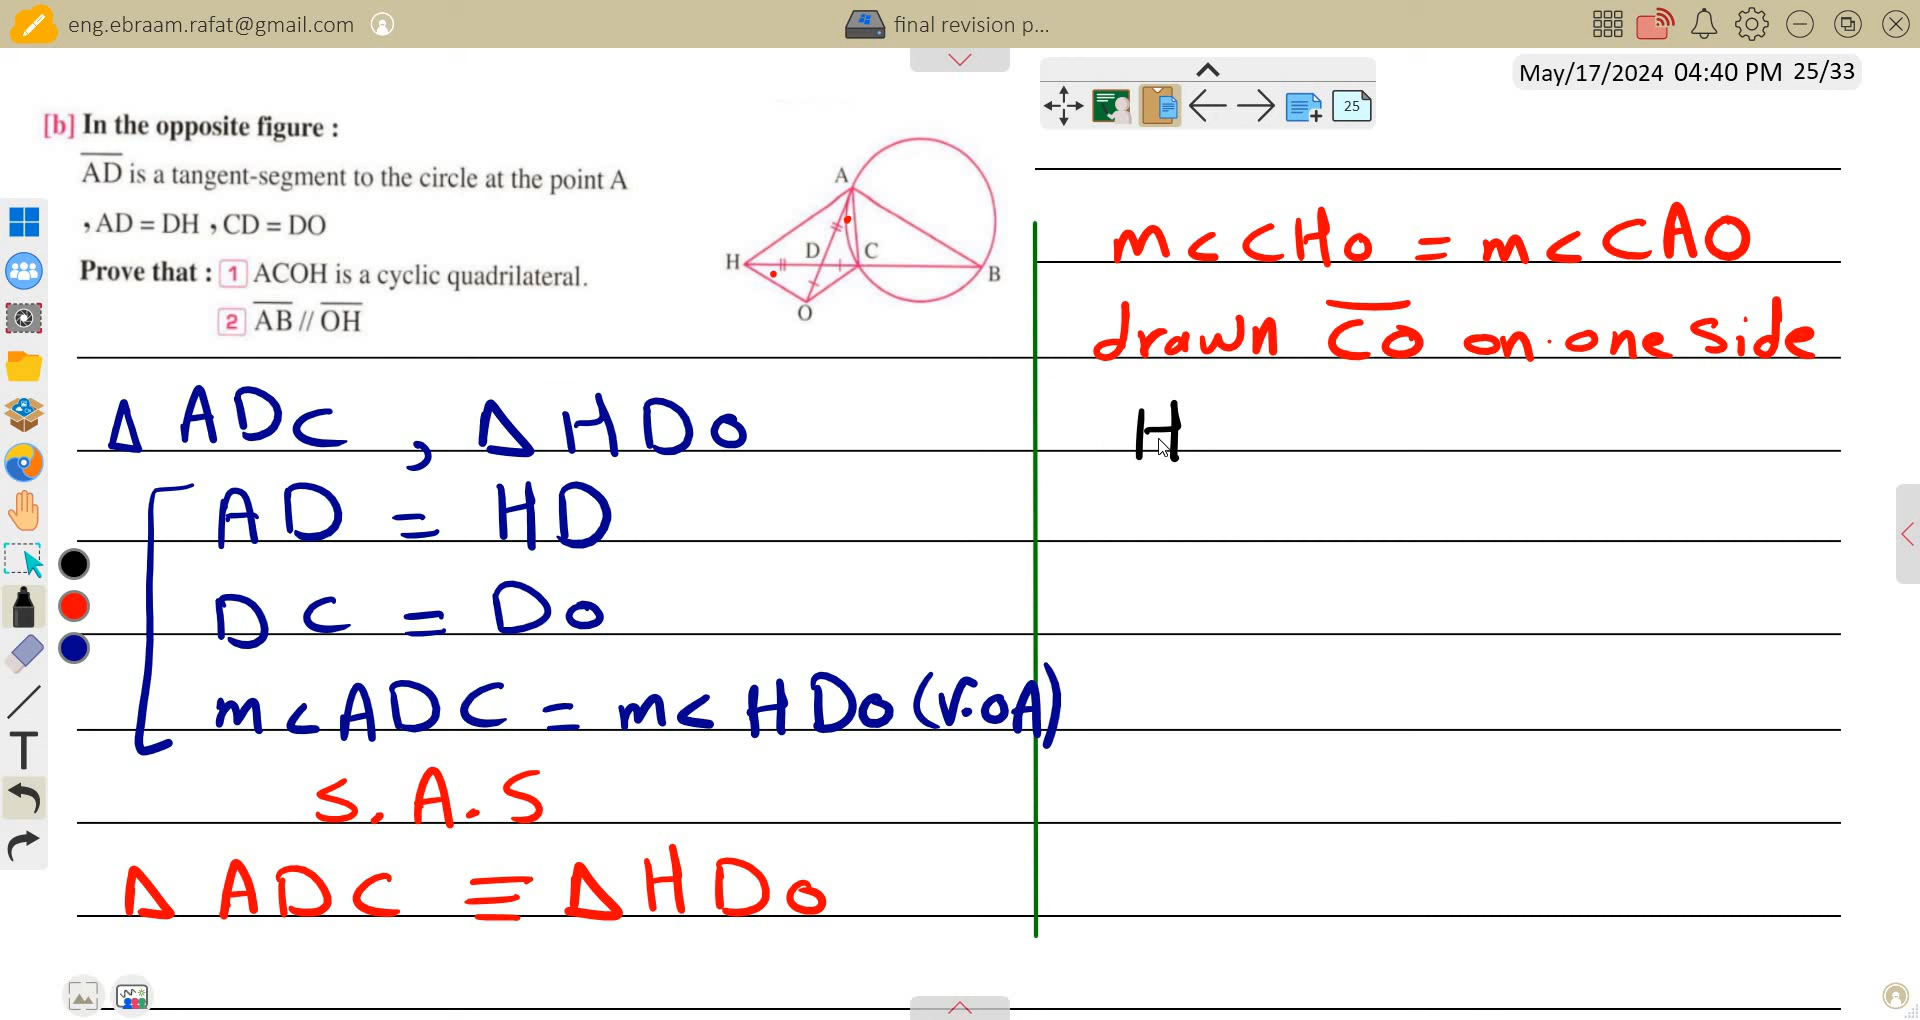 eng.ebraam.rafat@gmail.com
final revision p...
May/17/2024 04:40 PM 25/33
25
[b] In the opposite figure :
AD is a tangent-segment to the circle at the point A
, AD = DH , CD = DO
Prove that : 1 ACOH is a cyclic quadrilateral.
2 AB // OH
A
H
D
C
B
O
Δ ADC , Δ HDO
AD = HD
DC = DO
m< ADC = m< HDO (V.OA)
S.A.S
Δ ADC ≡ Δ HDO
m< CHO = m< CAO
drawn CO on one side
H
T